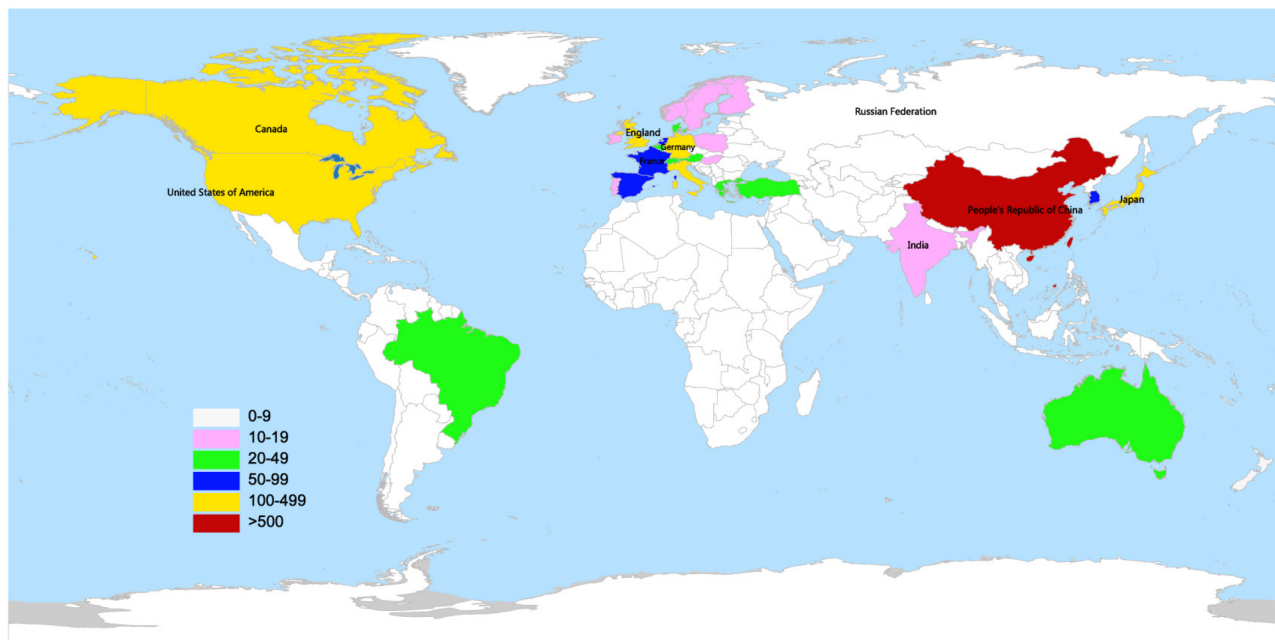 Russian Federation
Canada
England
Germany
France
United States of America
Japan
People's Republic of China
India
0-9
10-19
20-49
50-99
100-499
>500